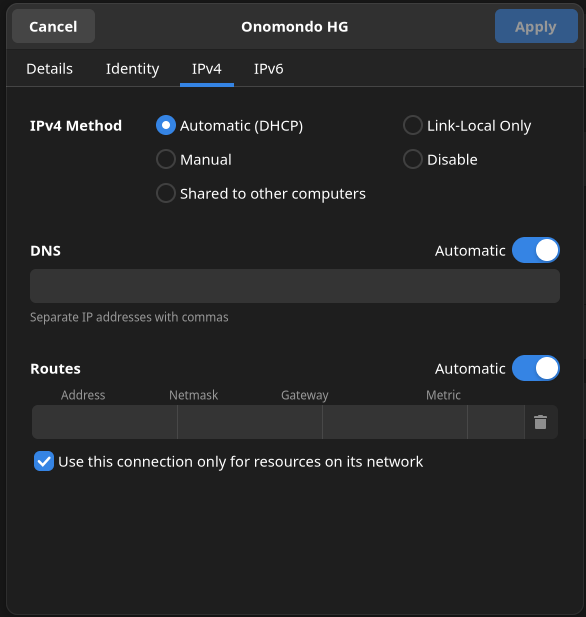 Cancel Onomondo HG Apply
Details Identity IPv4 IPv6
IPv4 Method Automatic (DHCP) Link-Local Only
Manual Disable
Shared to other computers
DNS Automatic
Separate IP addresses with commas
Routes Automatic
Address Netmask Gateway Metric
Use this connection only for resources on its network